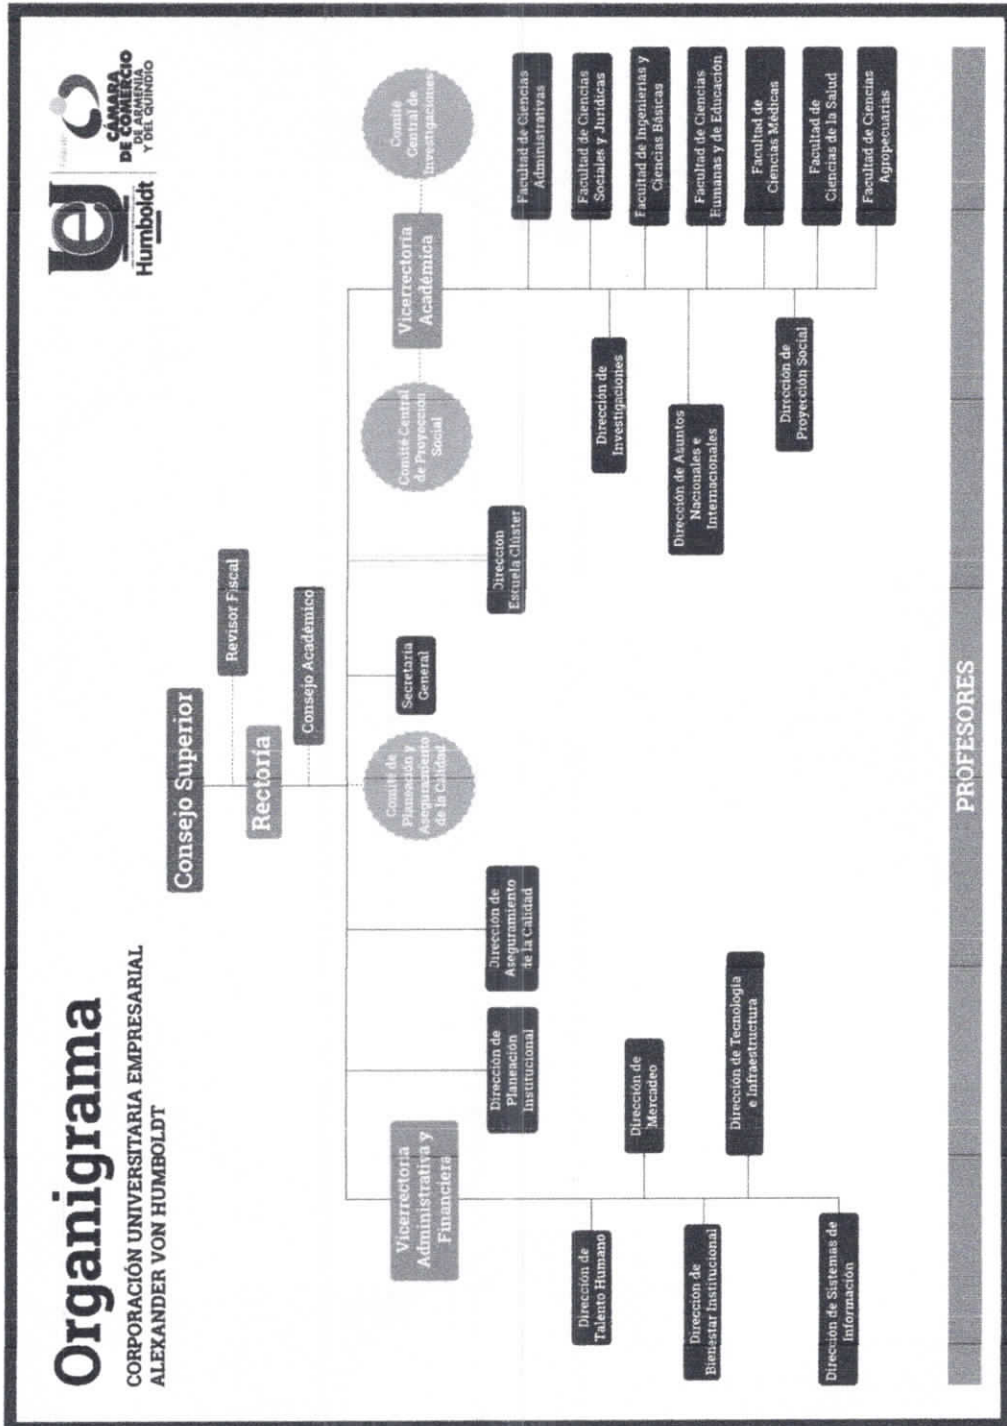 Organigrama
CORPORACIÓN UNIVERSITARIA EMPRESARIAL
ALEXANDER VON HUMBOLDT
Humboldt
CÁMARA
DE COMERCIO
DE ARMENIA
Y DEL QUINDÍO
Consejo Superior
Revisor Fiscal
Rectoría
Consejo Académico
Vicerrectoría
Administrativa y
Financiera
Comité de
Planeación y
Aseguramiento
de la Calidad
Secretaria
General
Comité Central
de Proyección
Social
Vicerrectoría
Académica
Comité
Central de
Investigaciones
Dirección de
Planeación
Institucional
Dirección de
Aseguramiento
de la Calidad
Dirección
Escuela Clúster
Dirección de
Talento Humano
Dirección de
Mercadeo
Dirección de
Bienestar Institucional
Dirección de Tecnología
e Infraestructura
Dirección de Sistemas de
Información
Dirección de
Investigaciones
Dirección de Asuntos
Nacionales e
Internacionales
Dirección de
Proyección Social
Facultad de Ciencias
Administrativas
Facultad de Ciencias
Sociales y Jurídicas
Facultad de Ingenierías y
Ciencias Básicas
Facultad de Ciencias
Humanas y de Educación
Facultad de
Ciencias Médicas
Facultad de
Ciencias de la Salud
Facultad de Ciencias
Agropecuarias
PROFESORES